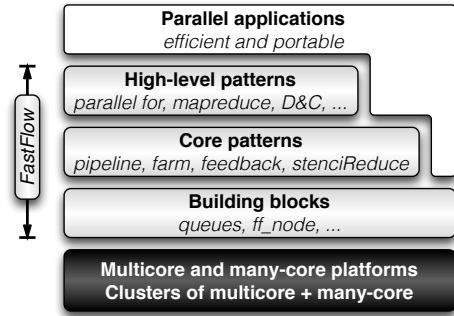 Parallel applications
efficient and portable
High-level patterns
parallel for, mapreduce, D&C, ...
Core patterns
pipeline, farm, feedback, stenciReduce
Building blocks
queues, ff_node, ...
Multicore and many-core platforms
Clusters of multicore + many-core
FastFlow